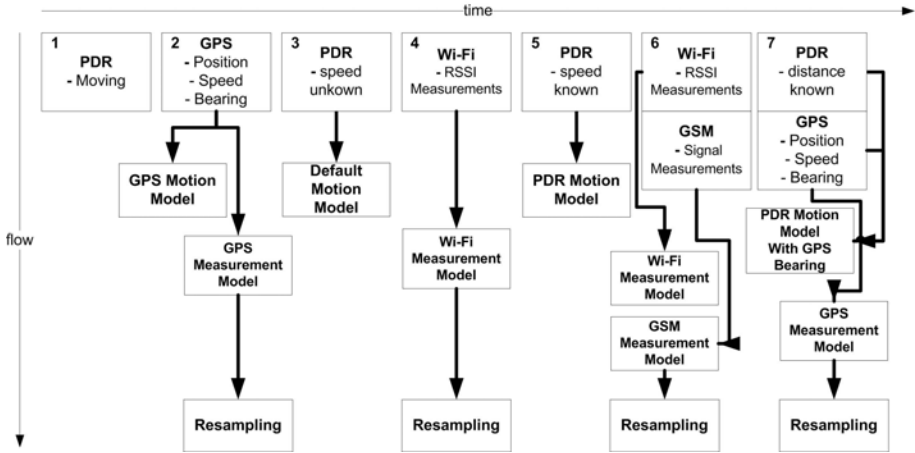 time
flow
1
PDR
- Moving
2
GPS
- Position
- Speed
- Bearing
3
PDR
- speed
unkown
4
Wi-Fi
- RSSI
Measurements
5
PDR
- speed
known
6
Wi-Fi
- RSSI
Measurements
GSM
- Signal
Measurements
7
PDR
- distance
known
GPS
- Position
- Speed
- Bearing
GPS Motion
Model
Default
Motion
Model
PDR Motion
Model
PDR Motion
Model
With GPS
Bearing
GPS
Measurement
Model
Wi-Fi
Measurement
Model
Wi-Fi
Measurement
Model
GSM
Measurement
Model
GPS
Measurement
Model
Resampling
Resampling
Resampling
Resampling